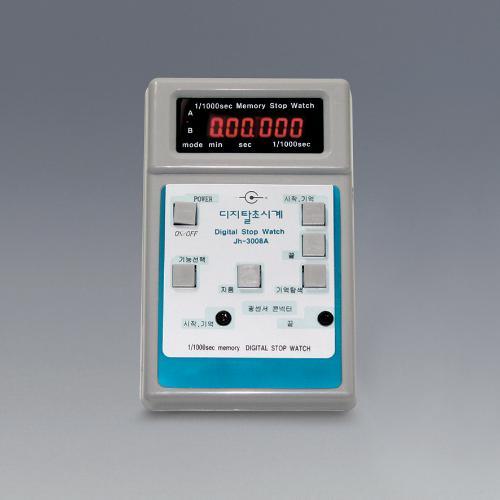 1/1000sec Memory Stop Watch
A
B
0.00.000
mode min sec 1/1000sec
POWER
ON-OFF
디지탈초시계
Digital Stop Watch
Jh-3008A
시작,기억
끝
기능선택
지움
기억탐색
광센서 콘넥터
시작,기억
끝
1/1000sec memory DIGITAL STOP WATCH